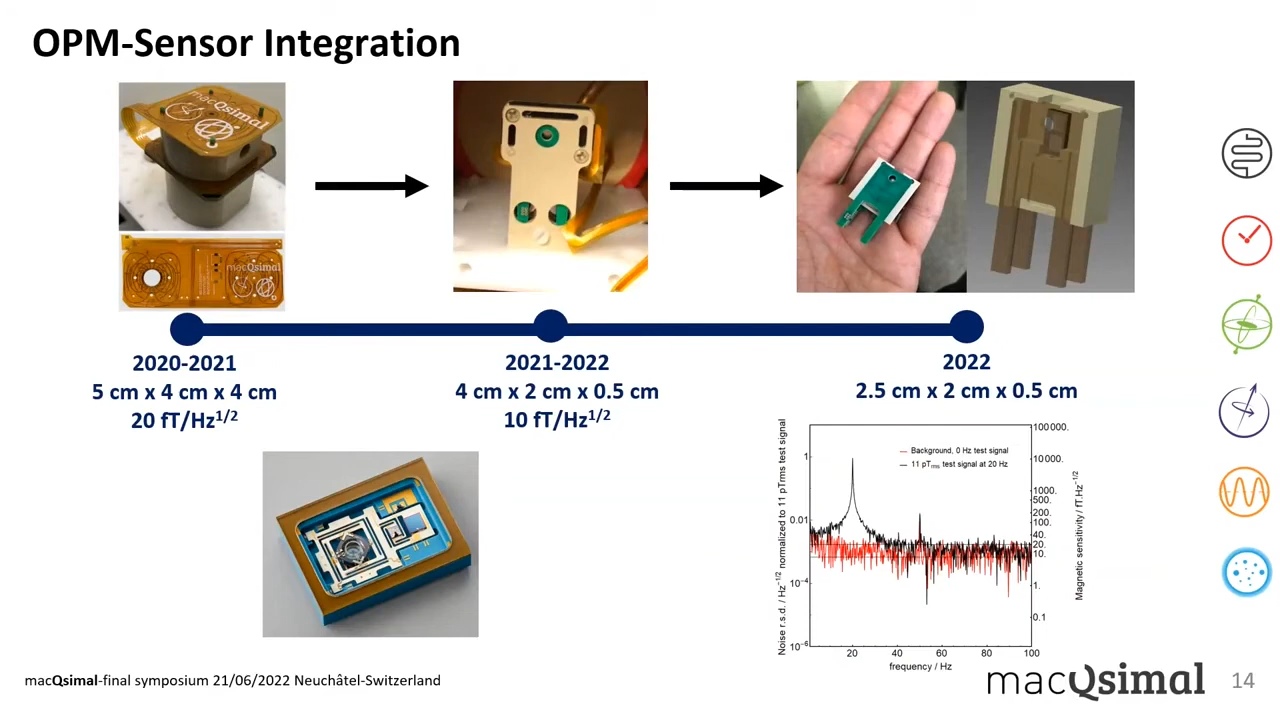 OPM-Sensor Integration
macQsimal
macQsimal
2020-2021
5 cm x 4 cm x 4 cm
20 fT/Hz1/2
2021-2022
4 cm x 2 cm x 0.5 cm
10 fT/Hz1/2
2022
2.5 cm x 2 cm x 0.5 cm
Noise r.s.d. / Hz−1/2 normalized to 11 pTrms test signal
1
0.01
10−4
10−6
Background, 0 Hz test signal
11 pTrms test signal at 20 Hz
100 000.
10 000.
1000.
500.
200.
100.
40.
20.
10.
1.
0.1
Magnetic sensitivity / fT.Hz−1/2
20 40 60 80 100
frequency / Hz
macQsimal-final symposium 21/06/2022 Neuchâtel-Switzerland
macQsimal
14